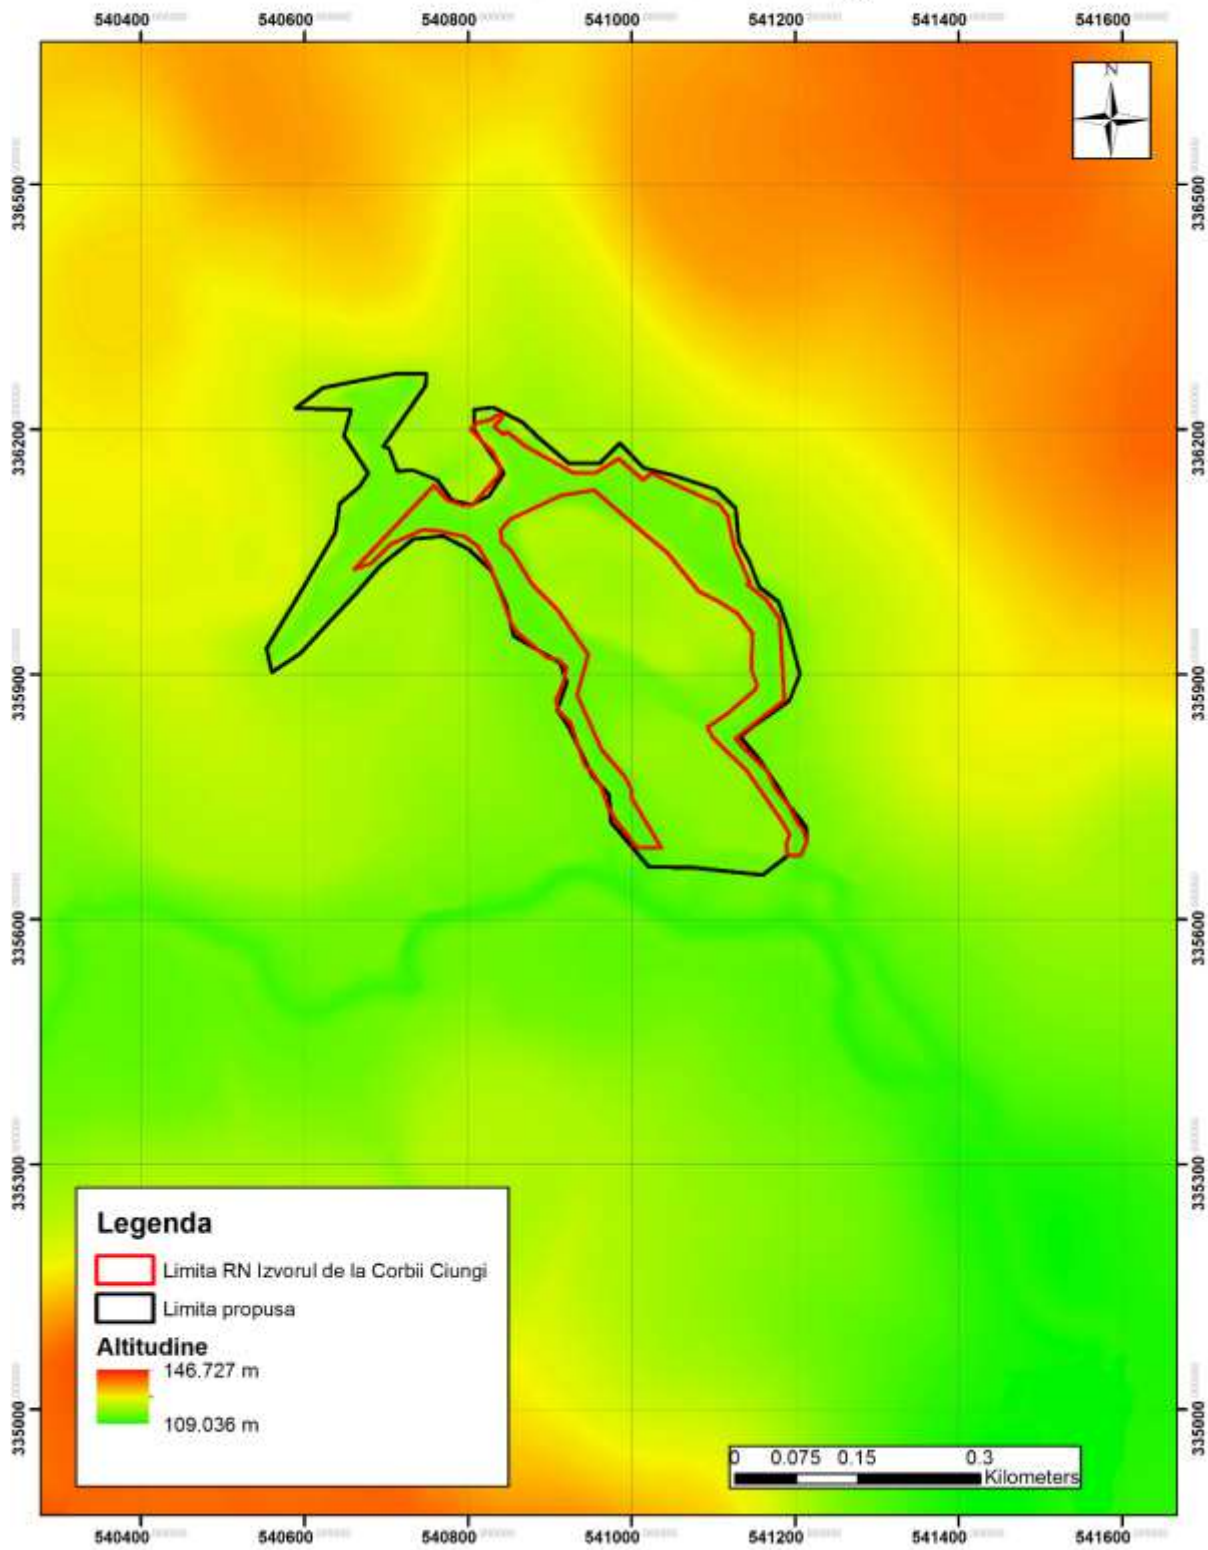 540400 540600 540800 541000 541200 541400 541600
N
336500 336500
336200 336200
335900 335900
335600 335600
335300 335300
335000 335000
Legenda
Limita RN Izvorul de la Corbii Ciungi
Limita propusa
Altitudine
146.727 m
109.036 m
0 0.075 0.15 0.3
Kilometers
540400 540600 540800 541000 541200 541400 541600